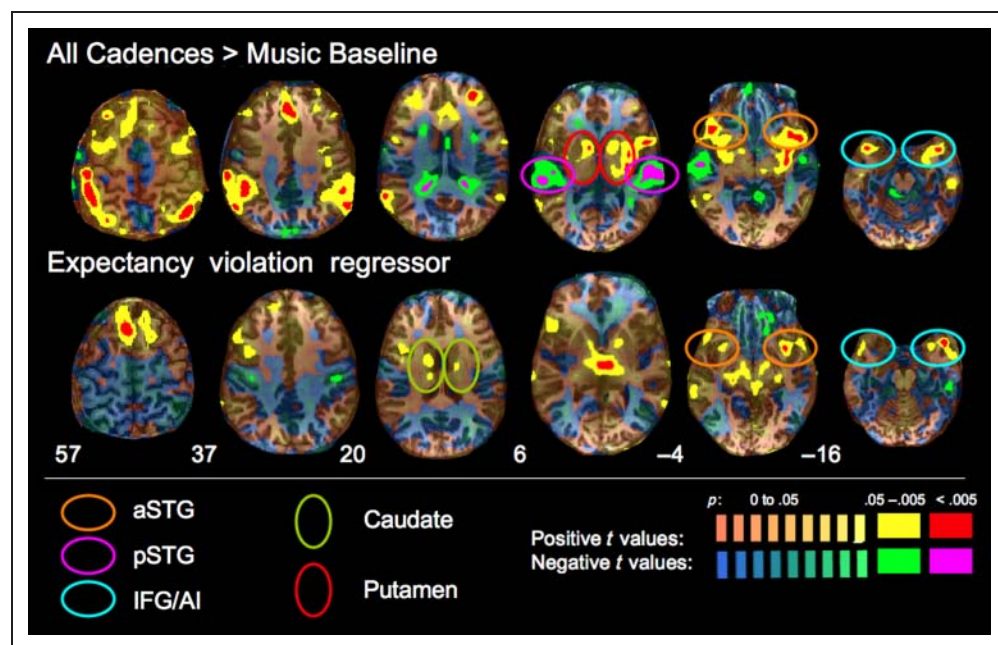 All Cadences > Music Baseline
Expectancy violation regressor
57 37 20 6 –4 –16
aSTG
pSTG
IFG/AI
Caudate
Putamen
p: 0 to .05 .05 –.005 < .005
Positive t values:
Negative t values: